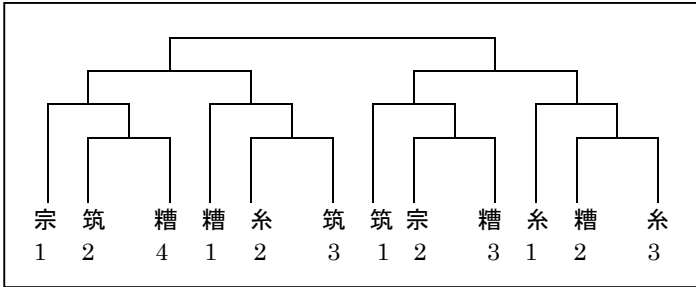 宗 筑 糟 糟 糸 筑 筑 宗 糟 糸 糟 糸
1 2 4 1 2 3 1 2 3 1 2 3